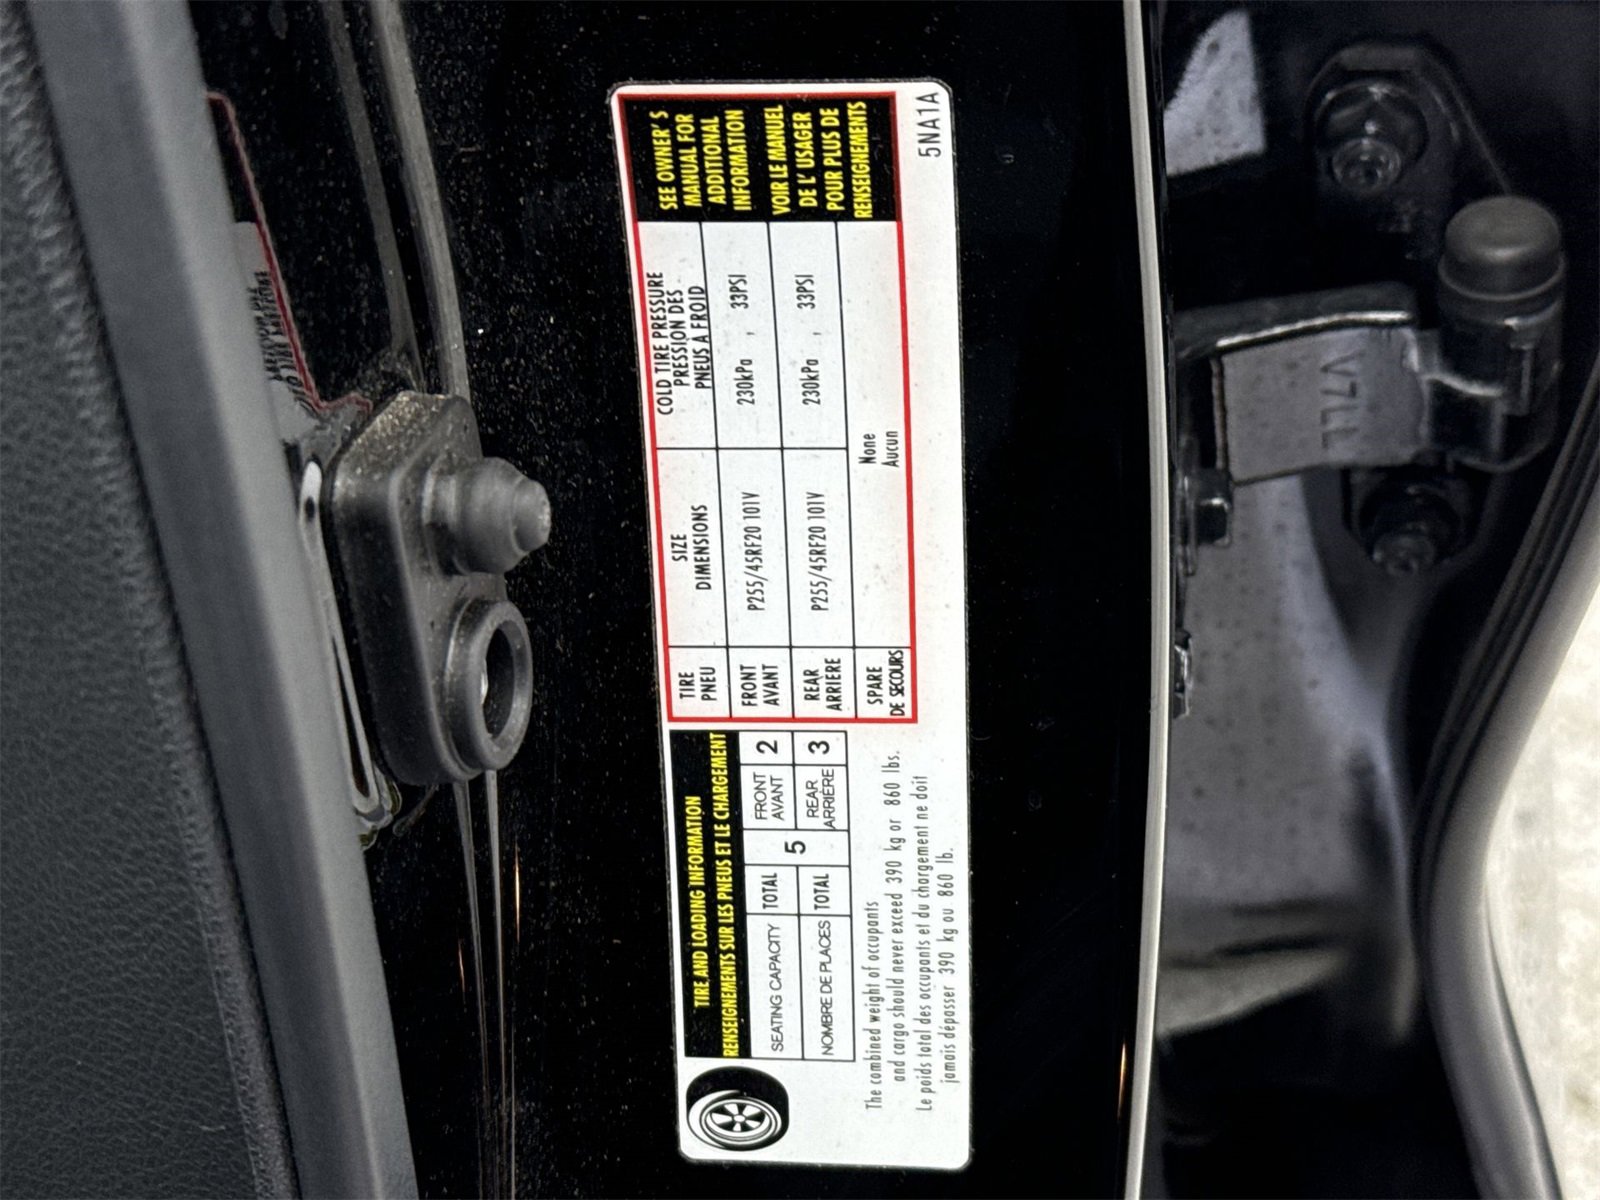 TIRE AND LOADING INFORMATION
RENSEIGNEMENTS SUR LES PNEUS ET LE CHARGEMENT
SEATING CAPACITY TOTAL 5 FRONT AVANT 2
NOMBRE DE PLACES TOTAL REAR ARRIÈRE 3
The combined weight of occupants
and cargo should never exceed 390 kg or 860 lbs.
Le poids total des occupants et du chargement ne doit
jamais dépasser 390 kg ou 860 lb.
TIRE
PNEU
SIZE
DIMENSIONS
COLD TIRE PRESSURE
PRESSION DES
PNEUS A FROID
FRONT
AVANT
P255/45RF20 101V
230kPa , 33PSI
REAR
ARRIERE
P255/45RF20 101V
230kPa , 33PSI
SPARE
DE SECOURS
None
Aucun
SEE OWNER'S
MANUAL FOR
ADDITIONAL
INFORMATION
VOIR LE MANUEL
DE L'USAGER
POUR PLUS DE
RENSEIGNEMENTS
5NA1A
V7LL